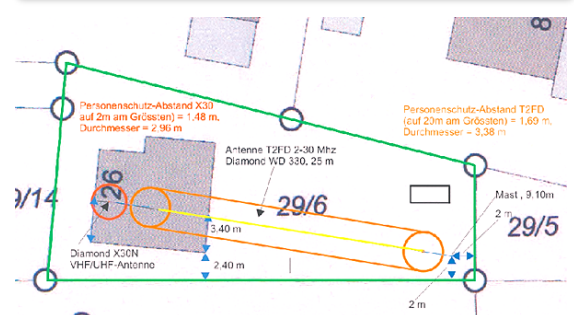 8
Personenschutz-Abstand X30
auf 2m am Grössten) = 1,48 m.
Durchmesser = 2,96 m
Personenschutz-Abstand T2FD
(auf 20m am Grössten) = 1,69 m.
Durchmesser = 3,38 m
Antenne T2FD 2-30 Mhz
Diamond WD 330, 25 m
26
9/14
29/6
Mast , 9.10m
2 m
29/5
3,40 m
Diamond X30N
VHF/UHF-Antenne
2,40 m
2 m